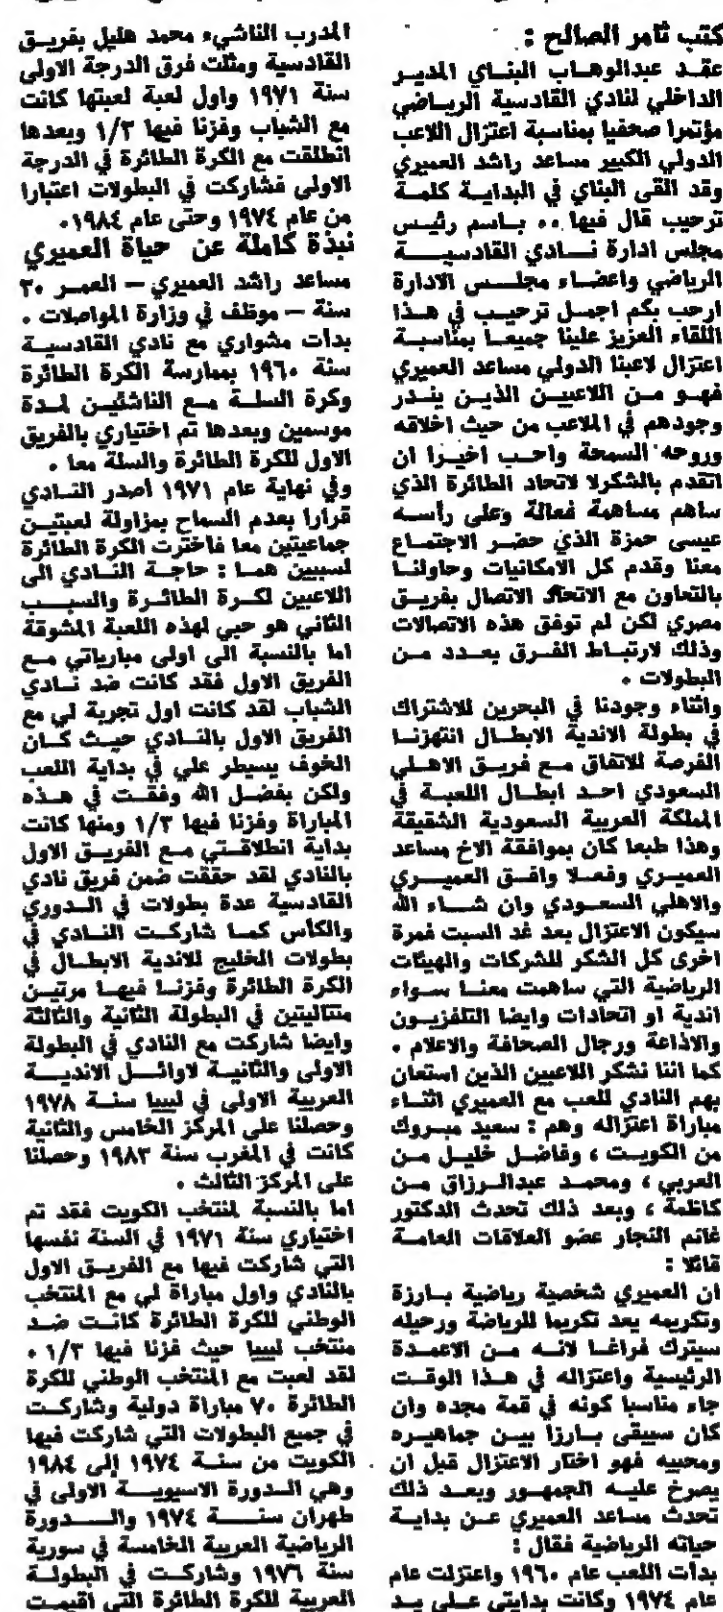 كتب ثامر الصالح :
عقد عبدالوهاب البناي المدير
الداخلي لنادي القادسية الرياضي
مؤتمرا صحفيا بمناسبة اعتزال اللاعب
الدولي الكبير مساعد راشد العميري
وقد القى البناي في البداية كلمة
ترحيب قال فيها .. باسم رئيس
مجلس ادارة نادي القادسية
الرياضي واعضاء مجلس الادارة
ارحب بكم اجمل ترحيب في هذا
اللقاء العزيز علينا جميعا بمناسبة
اعتزال لاعبنا الدولي مساعد العميري
فهو من اللاعبين الذين يندر
وجودهم في الملاعب من حيث اخلاقه
وروحه السمحة واحب اخيرا ان
اتقدم بالشكرلا لاتحاد الطائرة الذي
ساهم مساهمة فعالة وعلى رأسه
عيسى حمزة الذي حضر الاجتماع
معنا وقدم كل الامكانيات وحاولنا
بالتعاون مع الاتحاد الاتصال بفريق
مصري لكن لم توفق هذه الاتصالات
وذلك لارتباط الفرق بعدد من
البطولات .
واثناء وجودنا في البحرين للاشتراك
في بطولة الاندية الابطال انتهزنا
الفرصة للاتفاق مع فريق الاهلي
السعودي احد ابطال اللعبة في
المملكة العربية السعودية الشقيقة
وهذا طبعا كان بموافقة الاخ مساعد
العميري وفعلا وافق العميري
والاهلي السعودي وان شاء الله
سيكون الاعتزال بعد غد السبت فمرة
اخرى كل الشكر للشركات والهيئات
الرياضية التي ساهمت معنا سواء
اندية او اتحادات وايضا التلفزيون
والاذاعة ورجال الصحافة والاعلام .
كما اننا نشكر اللاعبين الذين استعان
بهم النادي للعب مع العميري اثناء
مباراة اعتزاله وهم : سعيد مبروك
من الكويت ، وفاضل خليل من
العربي ، ومحمد عبدالرزاق من
كاظمة ، وبعد ذلك تحدث الدكتور
غانم النجار عضو العلاقات العامة
قائلا :
ان العميري شخصية رياضية بارزة
وتكريمه يعد تكريما للرياضة ورحيله
سيترك فراغا لانه من الاعمدة
الرئيسية واعتزاله في هذا الوقت
جاء مناسبا كونه في قمة مجده وان
كان سيبقى بارزا بين جماهيره
ومحبيه فهو اختار الاعتزال قبل ان
يصرخ عليه الجمهور وبعد ذلك
تحدث مساعد العميري عن بداية
حياته الرياضية فقال :
بدأت اللعب عام ١٩٦٠ واعتزلت عام
عام ١٩٧٤ وكانت بدايتي على يد
المدرب الناشيء محمد هليل بفريق
القادسية ومثلت فرق الدرجة الاولى
سنة ١٩٧١ واول لعبة لعبتها كانت
مع الشباب وفزنا فيها ١/٣ وبعدها
انطلقت مع الكرة الطائرة في الدرجة
الاولى فشاركت في البطولات اعتبارا
من عام ١٩٧٤ وحتى عام ١٩٨٤.
نبذة كاملة عن حياة العميري
مساعد راشد العميري – العمر ٣٠
سنة – موظف في وزارة المواصلات .
بدات مشواري مع نادي القادسية
سنة ١٩٦٠ بممارسة الكرة الطائرة
وكرة السلة مع الناشئين لمدة
موسمين وبعدها تم اختياري بالفريق
الاول للكرة الطائرة والسلة معا .
وفي نهاية عام ١٩٧١ أصدر النادي
قرارا بعدم السماح بمزاولة لعبتين
جماعيتين معا فاخترت الكرة الطائرة
لسببين هما : حاجة النادي الى
اللاعبين لكرة الطائرة والسبب
الثاني هو حبي لهذه اللعبة المشوقة
اما بالنسبة الى اولى مبارياتي مع
الفريق الاول فقد كانت ضد نادي
الشباب لقد كانت اول تجربة لي مع
الفريق الاول بالنادي حيث كان
الخوف يسيطر علي في بداية اللعب
ولكن بفضل الله وفقت في هذه
المباراة وفزنا فيها ١/٣ ومنها كانت
بداية انطلاقتي مع الفريق الاول
بالنادي لقد حققت ضمن فريق نادي
القادسية عدة بطولات في الدوري
والكأس كما شاركت النادي في
بطولات الخليج للاندية الابطال في
الكرة الطائرة وفزنا فيها مرتين
متتاليتين في البطولة الثانية والثالثة
وايضا شاركت مع النادي في البطولة
الاولى والثانية لاوائل الاندية
العربية الاولى في ليبيا سنة ١٩٧٨
وحصلنا على المركز الخامس والثانية
كانت في المغرب سنة ١٩٨٣ وحصلنا
على المركز الثالث .
اما بالنسبة لمنتخب الكويت فقد تم
اختياري سنة ١٩٧١ في السنة نفسها
التي شاركت فيها مع الفريق الاول
بالنادي واول مباراة لي مع المنتخب
الوطني للكرة الطائرة كانت ضد
منتخب ليبيا حيث فزنا فيها ١/٣ .
لقد لعبت مع المنتخب الوطني للكرة
الطائرة ٧٠ مباراة دولية وشاركت
في جميع البطولات التي شاركت فيها
الكويت من سنة ١٩٧٤ إلى ١٩٨٤
وهي الدورة الاسيوية الاولى في
طهران سنة ١٩٧٤ والدورة
الرياضية العربية الخامسة في سورية
سنة ١٩٧٦ وشاركت في البطولة
العربية للكرة الطائرة التي اقيمت